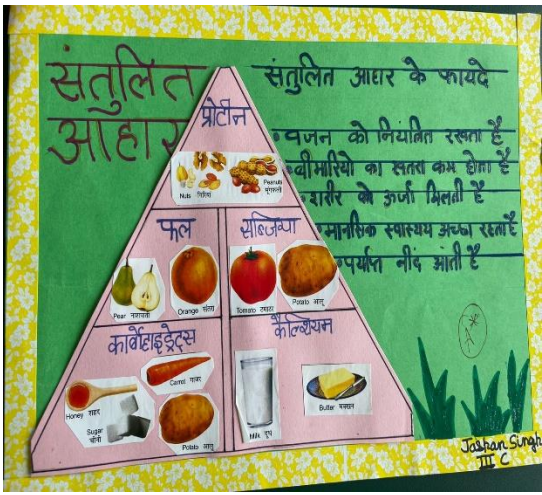 संतुलित
आहार
संतुलित आहार के फायदे
•वजन को नियंत्रित रखता है
•बीमारियो का खतरा कम होता है
•शरीर को ऊर्जा मिलती है
•मानसिक स्वास्थय अच्छा रहता है
•पर्याप्त नींद आती है
प्रोटीन
Nuts गिरियां
Peanuts मूंगफली
फल
सब्जियां
Pear नाशपाती
Orange संतरा
Tomato टमाटर
Potato आलू
कार्बोहाइड्रेट्स
कैल्शियम
Honey शहद
Sugar चीनी
Carrot गाजर
Potato आलू
Milk दूध
Butter मक्खन
Jashan Singh
III C